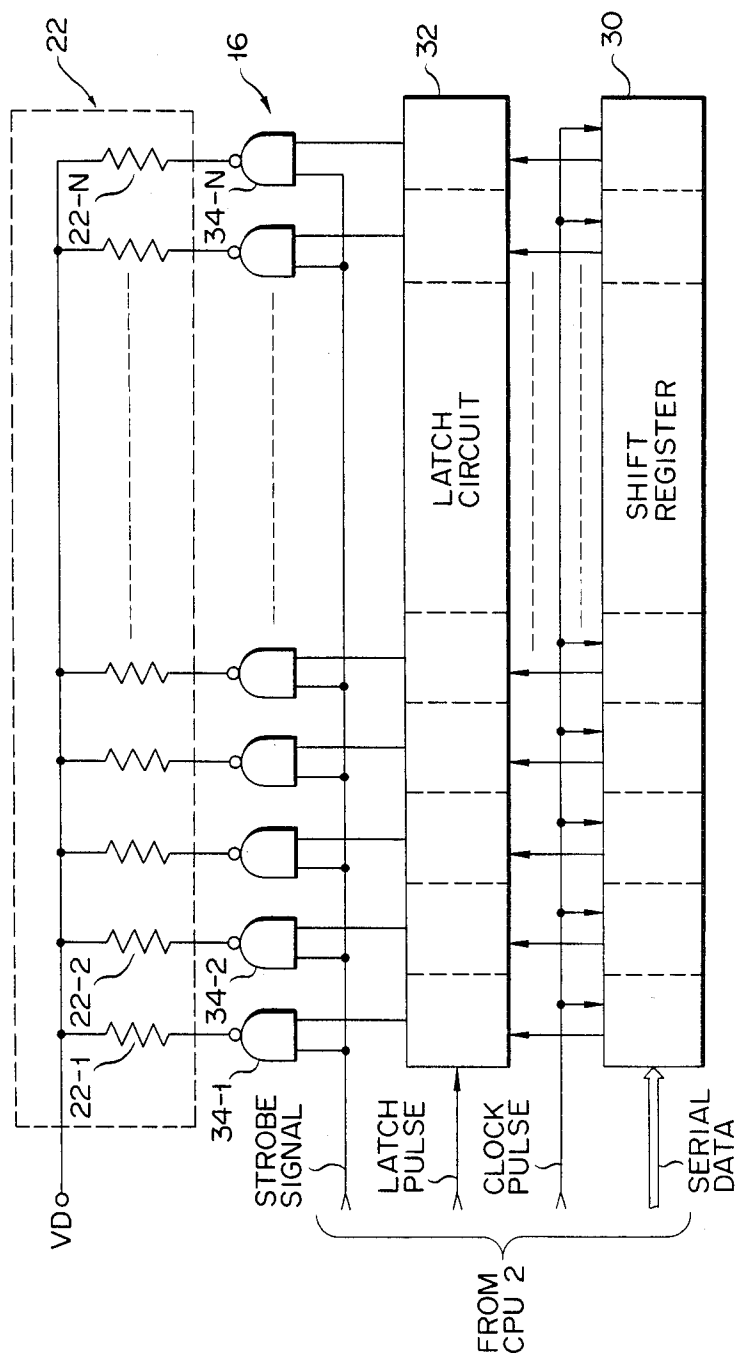 22
VD
22-1
22-2
22-N
16
34-1
34-2
34-N
STROBE
SIGNAL
32
LATCH
PULSE
LATCH
CIRCUIT
CLOCK
PULSE
30
SERIAL
DATA
SHIFT
REGISTER
FROM
CPU 2